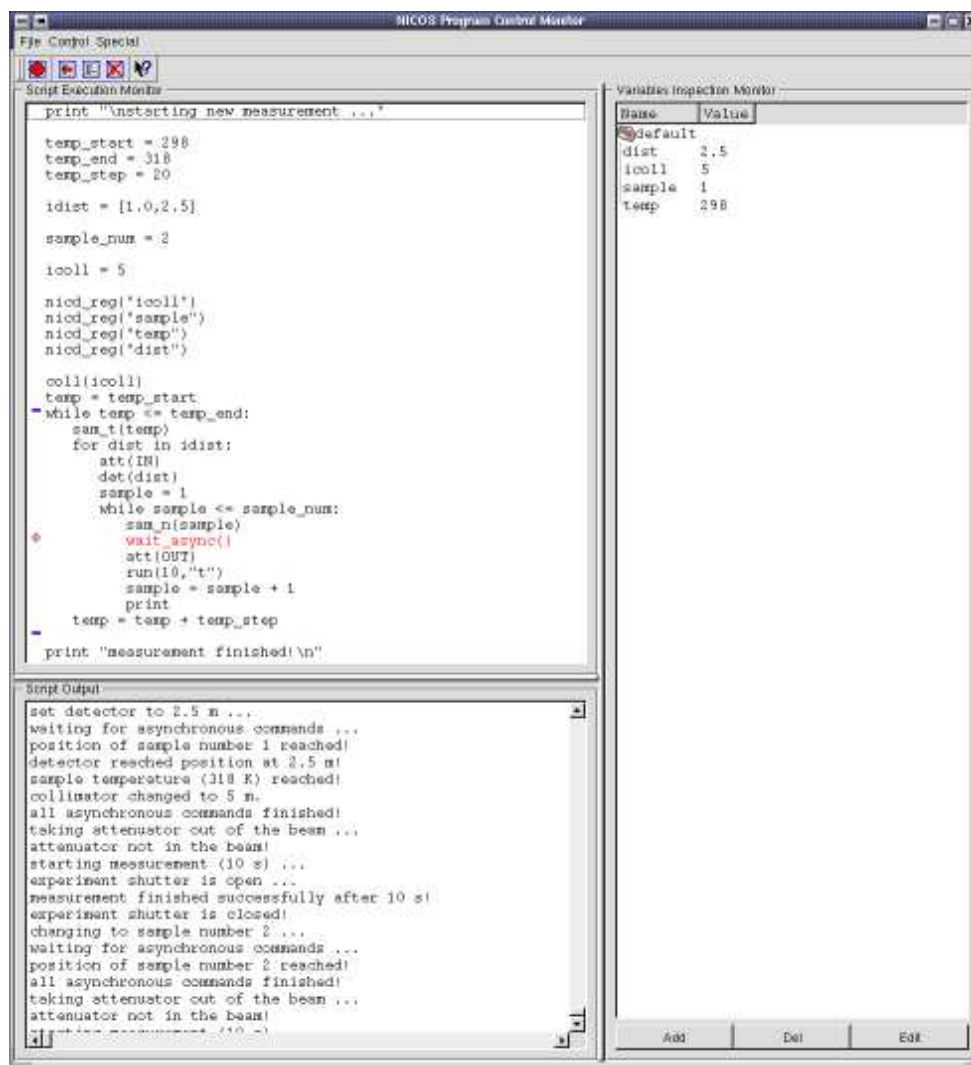 NICOS Program Control Monitor
File Control Special
Script Execution Monitor
print "\nstarting new measurement ..."
temp_start = 298
temp_end = 318
temp_step = 20
idist = [1.0,2.5]
sample_num = 2
icoll = 5
nicd_reg("icoll")
nicd_reg("sample")
nicd_reg("temp")
nicd_reg("dist")
coll(icoll)
temp = temp_start
while temp <= temp_end:
sam_t(temp)
for dist in idist:
att(IN)
det(dist)
sample = 1
while sample <= sample_num:
sam_n(sample)
wait_async()
att(OUT)
run(10,"t")
sample = sample + 1
print
temp = temp + temp_step
print "measurement finished!\n"
Script Output
set detector to 2.5 m ...
waiting for asynchronous commands ...
position of sample number 1 reached!
detector reached position at 2.5 m!
sample temperature (318 K) reached!
collimator changed to 5 m.
all asynchronous commands finished!
taking attenuator out of the beam ...
attenuator not in the beam!
starting measurement (10 s) ...
experiment shutter is open ...
measurement finished successfully after 10 s!
experiment shutter is closed!
changing to sample number 2 ...
waiting for asynchronous commands ...
position of sample number 2 reached!
all asynchronous commands finished!
taking attenuator out of the beam ...
attenuator not in the beam!
starting measurement (10 s)
Variables Inspection Monitor
Name Value
default
dist 2.5
icoll 5
sample 1
temp 298
Add Del Edit